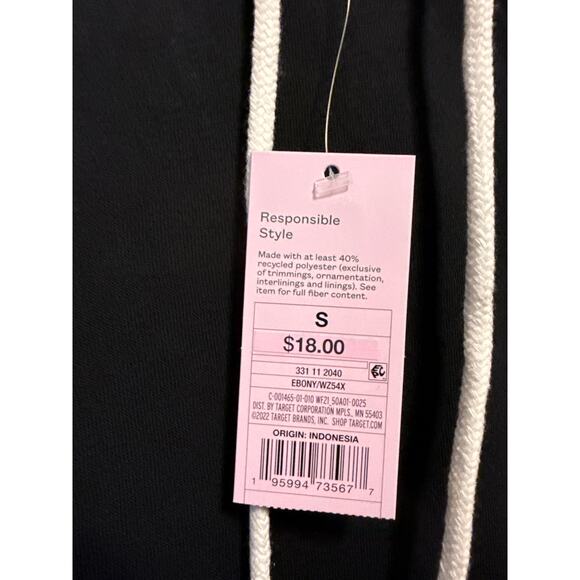 Responsible
Style
Made with at least 40%
recycled polyester (exclusive
of trimmings, ornamentation,
interlinings and linings). See
item for full fiber content.
S
$18.00
331 11 2040
EBONY/WZ54X
C-001465-01-010 WF21_50A01-0025
DIST. BY TARGET CORPORATION MPLS., MN 55403
©2022 TARGET BRANDS, INC. SHOP TARGET.COM
ORIGIN: INDONESIA
1 95994 73567 7